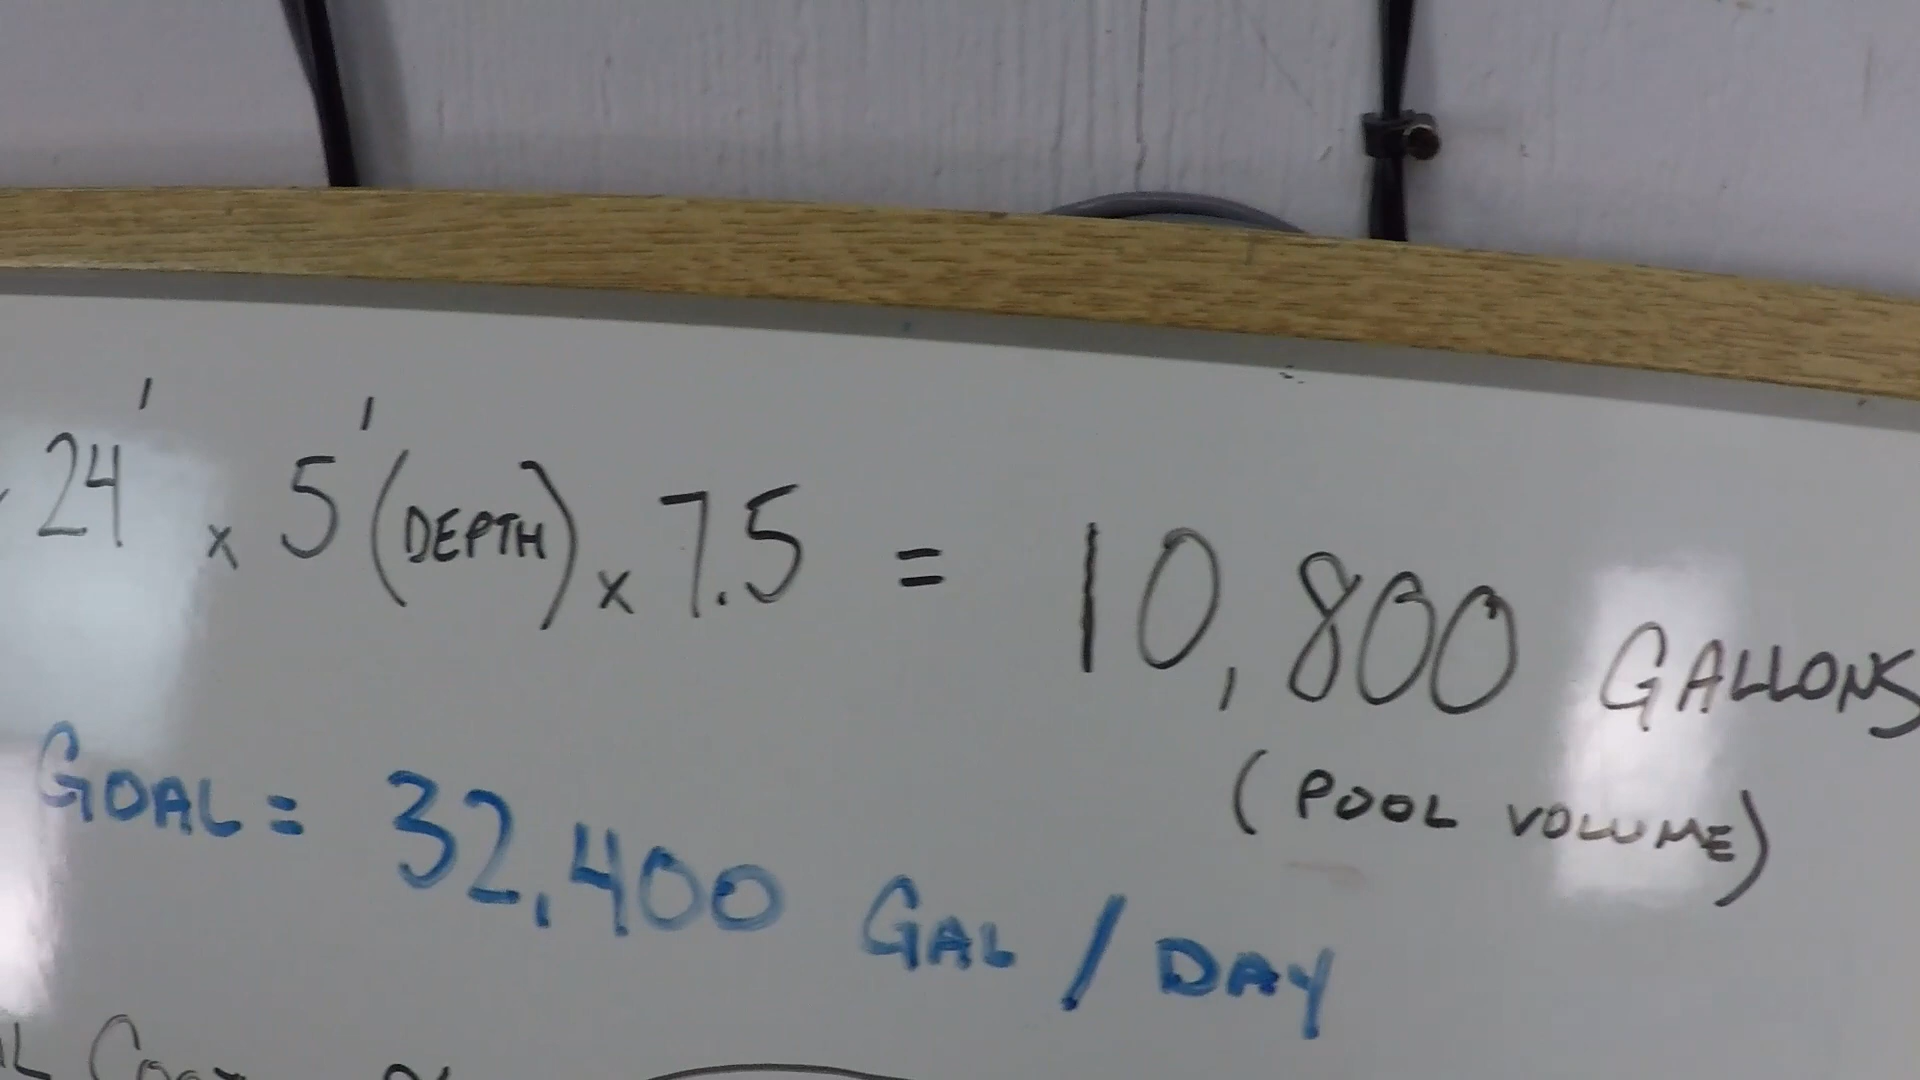 24' x 5' (DEPTH) x 7.5 = 10,800 GALLONS
(POOL VOLUME)
GOAL = 32,400 GAL / DAY